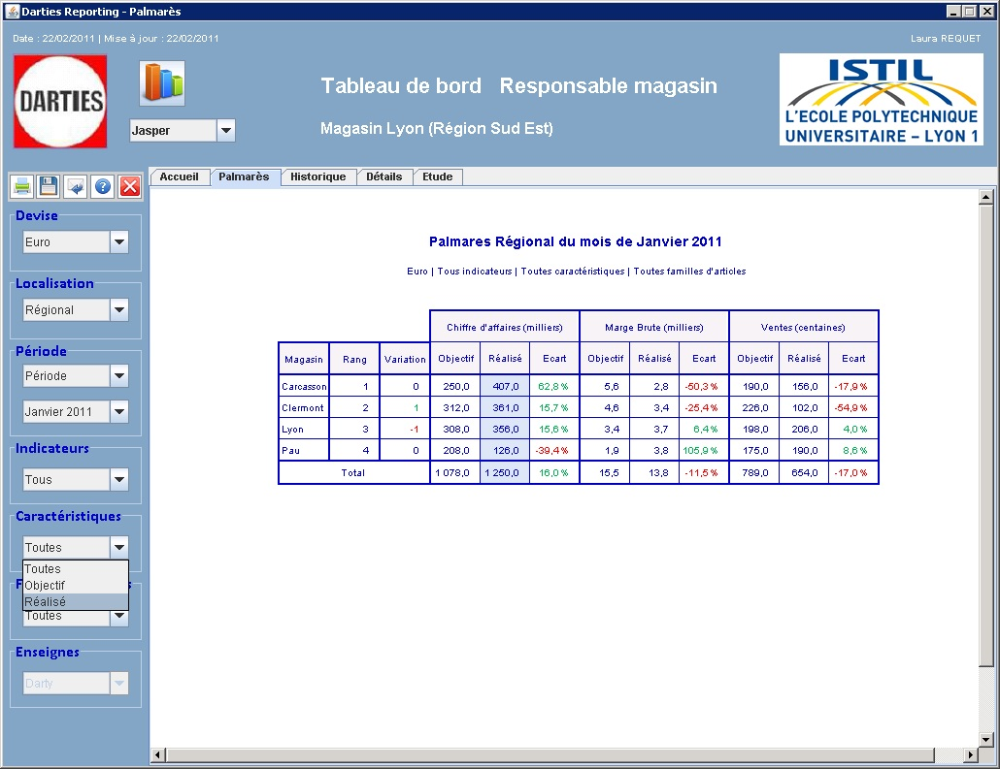 Darties Reporting - Palmarès
Date : 22/02/2011 | Mise à jour : 22/02/2011
Laura REQUET
DARTIES
Jasper
Tableau de bord Responsable magasin
Magasin Lyon (Région Sud Est)
ISTIL
L'ECOLE POLYTECHNIQUE
UNIVERSITAIRE – LYON 1
Accueil Palmarès Historique Détails Etude
Devise
Euro
Localisation
Régional
Période
Période
Janvier 2011
Indicateurs
Tous
Caractéristiques
Toutes
Toutes
Objectif
Réalisé
Toutes
Enseignes
Darty
Palmares Régional du mois de Janvier 2011
Euro | Tous indicateurs | Toutes caractéristiques | Toutes familles d'articles
Chiffre d'affaires (milliers) Marge Brute (milliers) Ventes (centaines)
Magasin Rang Variation Objectif Réalisé Ecart Objectif Réalisé Ecart Objectif Réalisé Ecart
Carcasson 1 0 250,0 407,0 62,8 % 5,6 2,8 -50,3 % 190,0 156,0 -17,9 %
Clermont 2 1 312,0 361,0 15,7 % 4,6 3,4 -25,4 % 226,0 102,0 -54,9 %
Lyon 3 -1 308,0 356,0 15,6 % 3,4 3,7 6,4 % 198,0 206,0 4,0 %
Pau 4 0 208,0 126,0 -39,4 % 1,9 3,8 105,9 % 175,0 190,0 8,6 %
Total 1 078,0 1 250,0 16,0 % 15,5 13,8 -11,5 % 789,0 654,0 -17,0 %